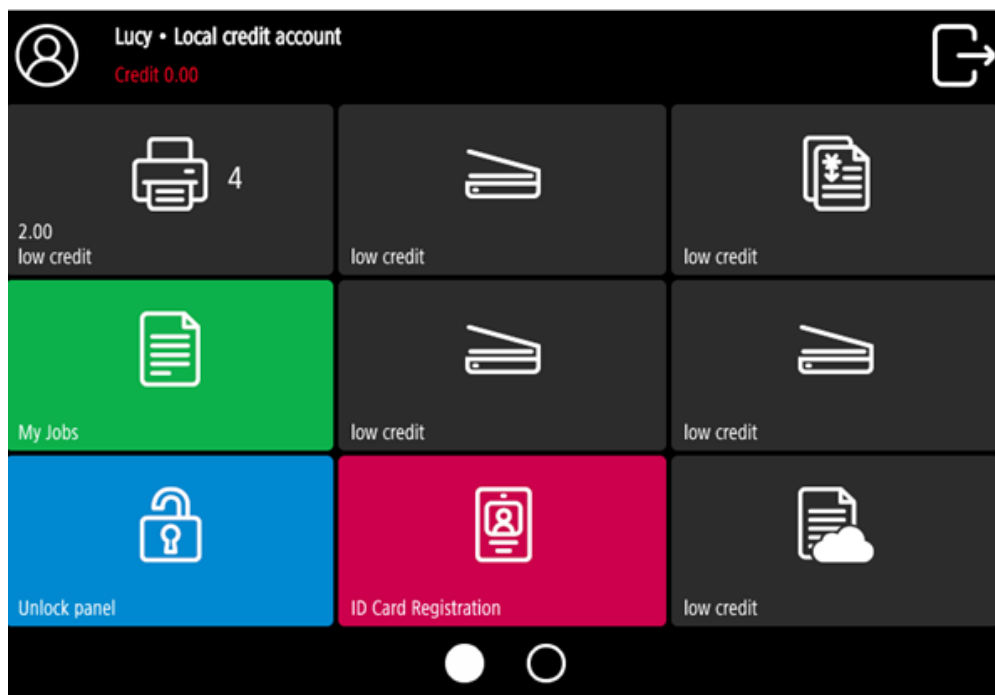 Lucy • Local credit account
Credit 0.00
4
2.00
low credit
low credit
low credit
My Jobs
low credit
low credit
Unlock panel
ID Card Registration
low credit